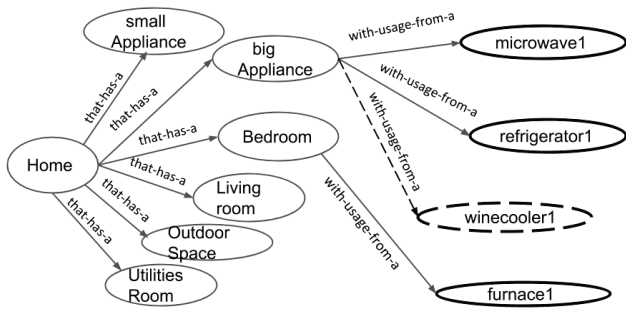 small
Appliance
big
Appliance
with-usage-from-a
microwave1
with-usage-from-a
refrigerator1
with-usage-from-a
winecooler1
with-usage-from-a
furnace1
Home
that-has-a
that-has-a
that-has-a
Bedroom
that-has-a
Living
room
that-has-a
Outdoor
Space
that-has-a
Utilities
Room